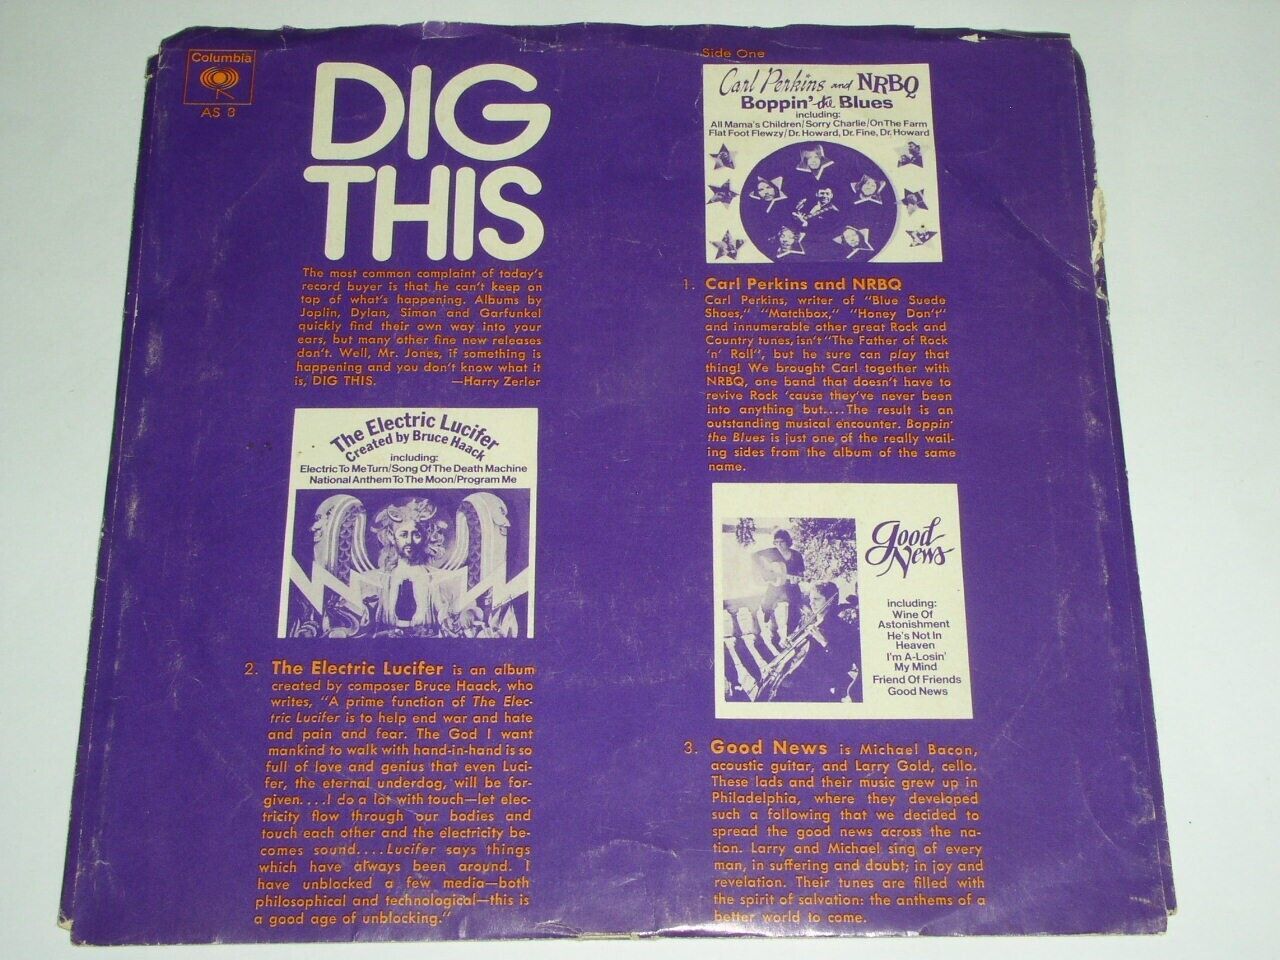 Columbia
AS 3
DIG
THIS
The most common complaint of today's
record buyer is that he can't keep on
top of what's happening. Albums by
Joplin, Dylan, Simon and Garfunkel
quickly find their own way into your
ears, but many other fine new releases
don't. Well, Mr. Jones, if something is
happening and you don't know what it
is, DIG THIS. —Harry Zerler
The Electric Lucifer
Created by Bruce Haack
including:
Electric To Me Turn/Song Of The Death Machine
National Anthem To The Moon/Program Me
2. The Electric Lucifer is an album
created by composer Bruce Haack, who
writes, "A prime function of The Elec-
tric Lucifer is to help end war and hate
and pain and fear. The God I want
mankind to walk with hand-in-hand is so
full of love and genius that even Luci-
fer, the eternal underdog, will be for-
given....I do a lot with touch—let elec-
tricity flow through our bodies and
touch each other and the electricity be-
comes sound....Lucifer says things
which have always been around. I
have unblocked a few media—both
philosophical and technological—this is
a good age of unblocking."
Side One
Carl Perkins and NRBQ
Boppin' the Blues
including:
All Mama's Children/Sorry Charlie/On The Farm
Flat Foot Flewzy/Dr. Howard, Dr. Fine, Dr. Howard
1. Carl Perkins and NRBQ
Carl Perkins, writer of "Blue Suede
Shoes," "Matchbox," "Honey Don't"
and innumerable other great Rock and
Country tunes, isn't "The Father of Rock
'n' Roll", but he sure can play that
thing! We brought Carl together with
NRBQ, one band that doesn't have to
revive Rock 'cause they've never been
into anything but....The result is an
outstanding musical encounter. Boppin'
the Blues is just one of the really wail-
ing sides from the album of the same
name.
Good
News
including:
Wine Of
Astonishment
He's Not In
Heaven
I'm A-Losin'
My Mind
Friend Of Friends
Good News
3. Good News is Michael Bacon,
acoustic guitar, and Larry Gold, cello.
These lads and their music grew up in
Philadelphia, where they developed
such a following that we decided to
spread the good news across the na-
tion. Larry and Michael sing of every
man, in suffering and doubt; in joy and
revelation. Their tunes are filled with
the spirit of salvation: the anthems of a
better world to come.